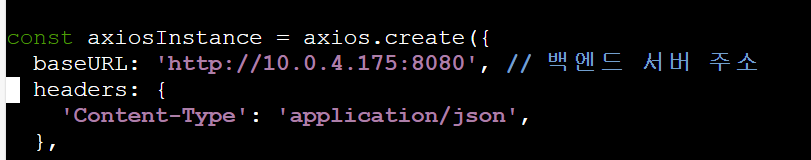 const axiosInstance = axios.create({
  baseURL: 'http://10.0.4.175:8080', // 백엔드 서버 주소
  headers: {
    'Content-Type': 'application/json',
  },